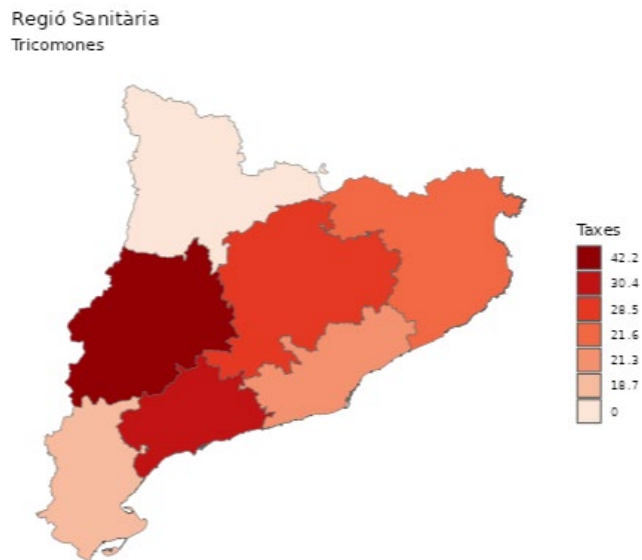 Regió Sanitària
Tricomones
Taxes
42.2
30.4
28.5
21.6
21.3
18.7
0